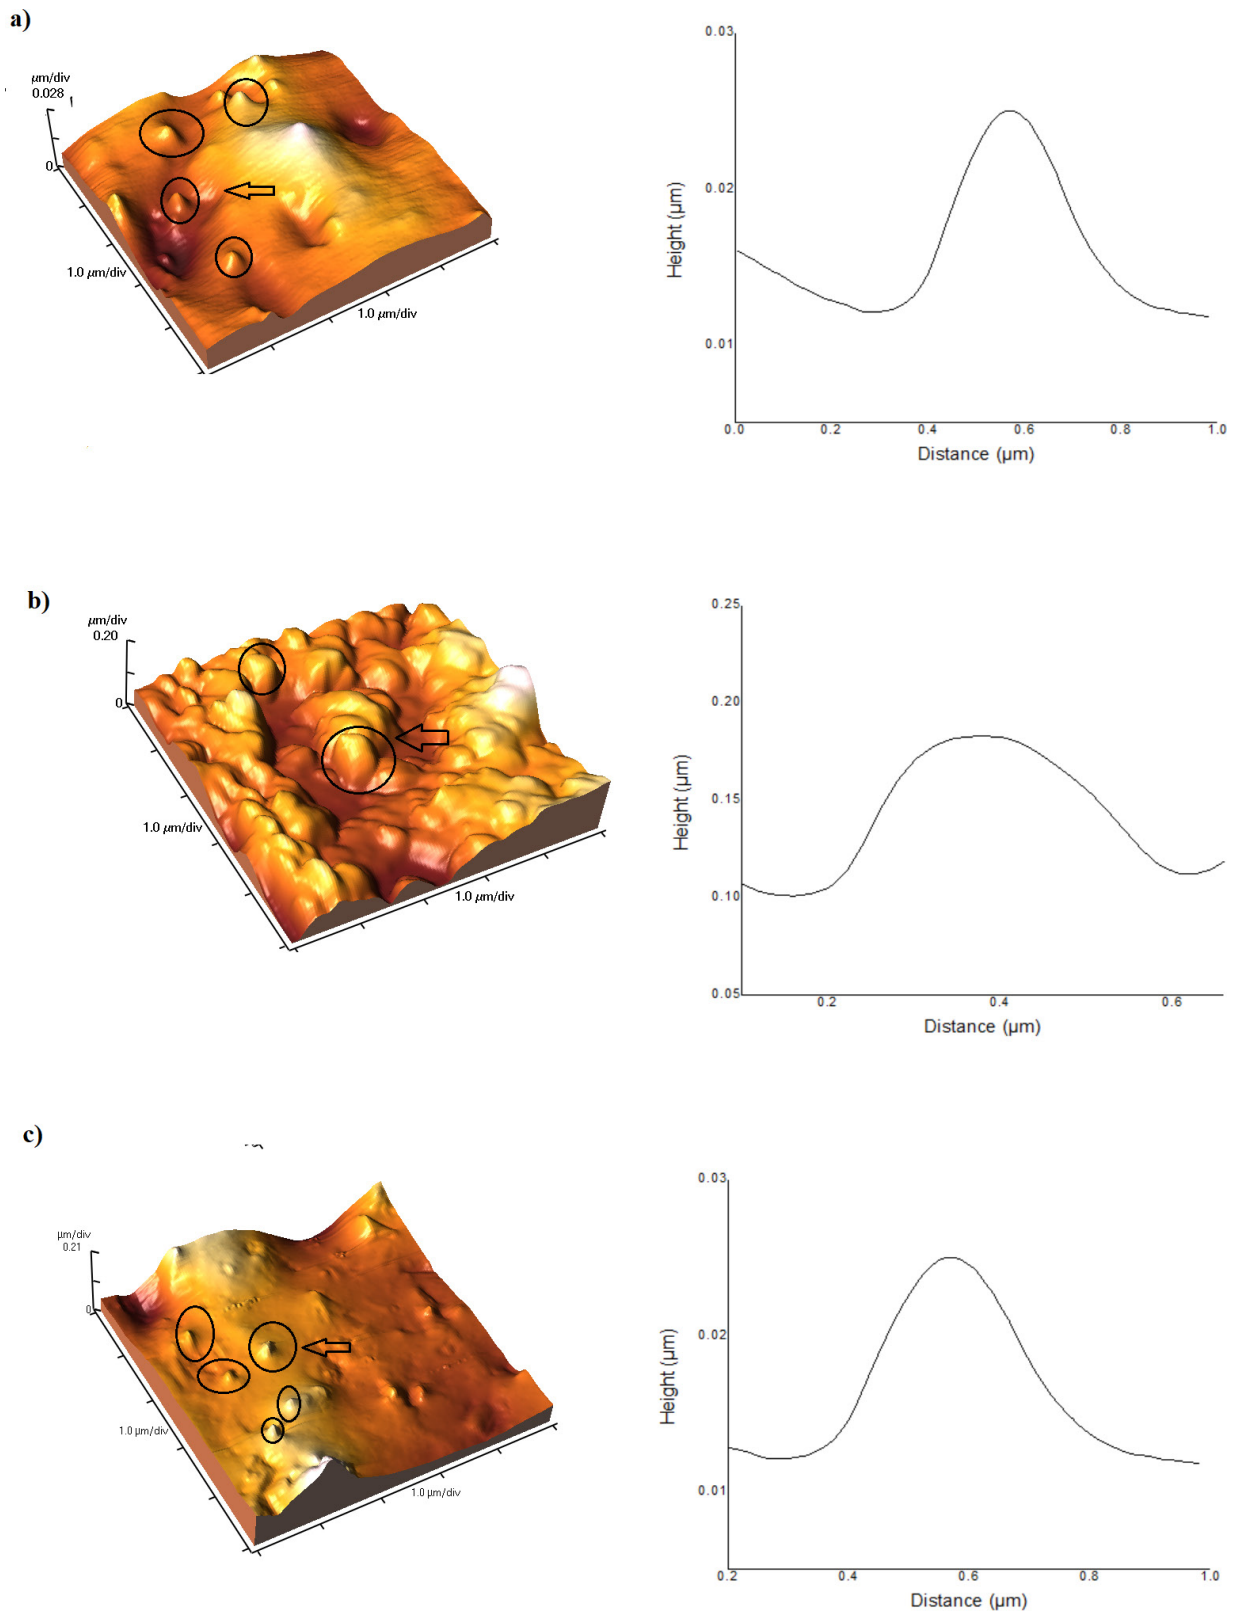 a)
µm/div
0.028
0
1.0 µm/div
1.0 µm/div
0.03
0.02
0.01
Height (µm)
0.0 0.2 0.4 0.6 0.8 1.0
Distance (µm)
b)
µm/div
0.20
0
1.0 µm/div
1.0 µm/div
0.25
0.20
0.15
0.10
0.05
Height (µm)
0.2 0.4 0.6
Distance (µm)
c)
µm/div
0.21
0
1.0 µm/div
1.0 µm/div
0.03
0.02
0.01
Height (µm)
0.2 0.4 0.6 0.8 1.0
Distance (µm)